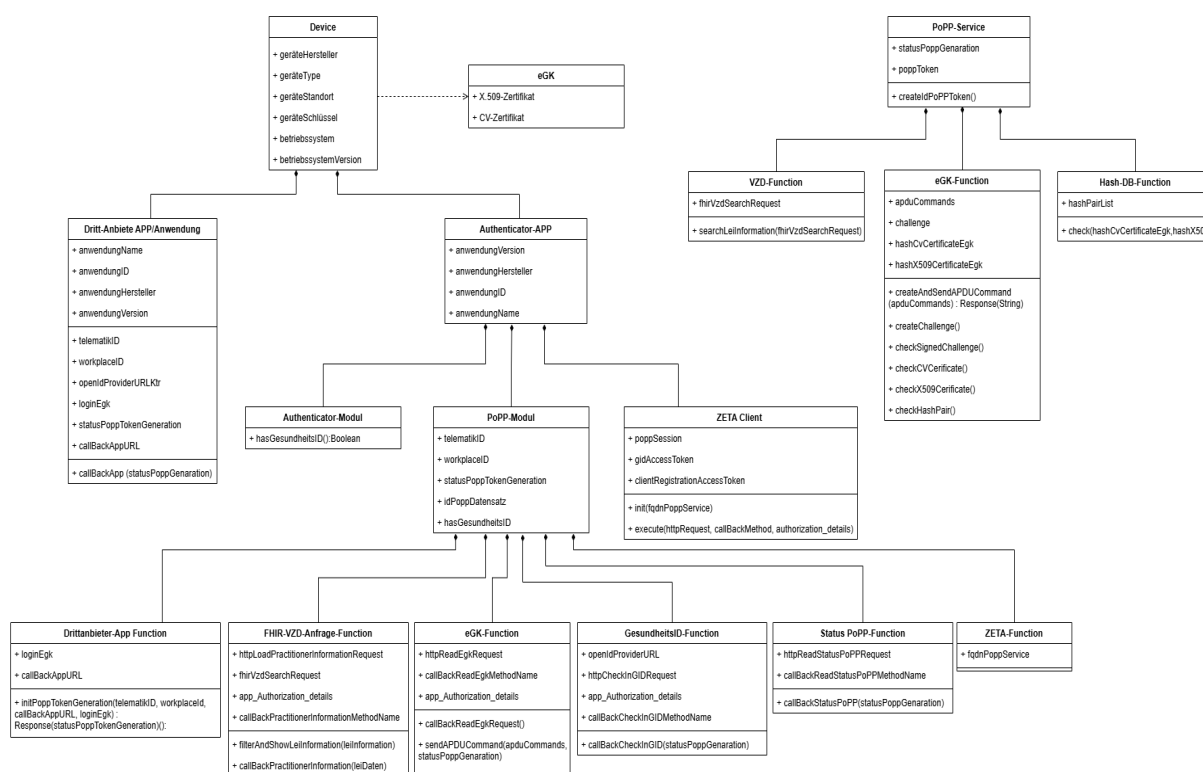 Device
+ geräteHersteller
+ geräteType
+ geräteStandort
+ geräteSchlüssel
+ betriebssystem
+ betriebssystemVersion
eGK
+ X.509-Zertifikat
+ CV-Zertifikat
PoPP-Service
+ statusPoppGenaration
+ poppToken
+ createIdPoPPToken()
VZD-Function
+ fhirVzdSearchRequest
+ searchLeiInformation(fhirVzdSearchRequest)
eGK-Function
+ apduCommands
+ challenge
+ hashCvCertificateEgk
+ hashX509CertificateEgk
+ createAndSendAPDUCommand
(apduCommands) : Response(String)
+ createChallenge()
+ checkSignedChallenge()
+ checkCVCerificate()
+ checkX509Cerificate()
+ checkHashPair()
Hash-DB-Function
+ hashPairList
+ check(hashCvCertificateEgk,hashX50
Dritt-Anbiete APP/Anwendung
+ anwendungName
+ anwendungID
+ anwendungHersteller
+ anwendungVersion
+ telematikID
+ workplaceID
+ openIdProviderURLKtr
+ loginEgk
+ statusPoppTokenGeneration
+ callBackAppURL
+ callBackApp (statusPoppGenaration)
Authenticator-APP
+ anwendungVersion
+ anwendungHersteller
+ anwendungID
+ anwendungName
Authenticator-Modul
+ hasGesundheitsID():Boolean
PoPP-Modul
+ telematikID
+ workplaceID
+ statusPoppTokenGeneration
+ idPoppDatensatz
+ hasGesundheitsID
ZETA Client
+ poppSession
+ gidAccessToken
+ clientRegistrationAccessToken
+ init(fqdnPoppService)
+ execute(httpRequest, callBackMethod, authorization_details)
Drittanbieter-App Function
+ loginEgk
+ callBackAppURL
+ initPoppTokenGeneration(telematikID, workplaceId,
callBackAppURL, loginEgk) :
Response(statusPoppTokenGeneration)():
FHIR-VZD-Anfrage-Function
+ httpLoadPractitionerInformationRequest
+ fhirVzdSearchRequest
+ app_Authorization_details
+ callBackPractitionerInformationMethodName
+ filterAndShowLeiInformation(leiInformation)
+ callBackPractitionerInformation(leiDaten)
eGK-Function
+ httpReadEgkRequest
+ callBackReadEgkMethodName
+ app_Authorization_details
+ callBackReadEgkRequest()
+ sendAPDUCommand(apduCommands,
statusPoppGenaration)
GesundheitsID-Function
+ openIdProviderURL
+ httpCheckInGIDRequest
+ app_Authorization_details
+ callBackCheckInGIDMethodName
+ callBackCheckInGID(statusPoppGenaration)
Status PoPP-Function
+ httpReadStatusPoPPRequest
+ callBackReadStatusPoPPMethodName
+ callBackStatusPoPP(statusPoppGenaration)
ZETA-Function
+ fqdnPoppService